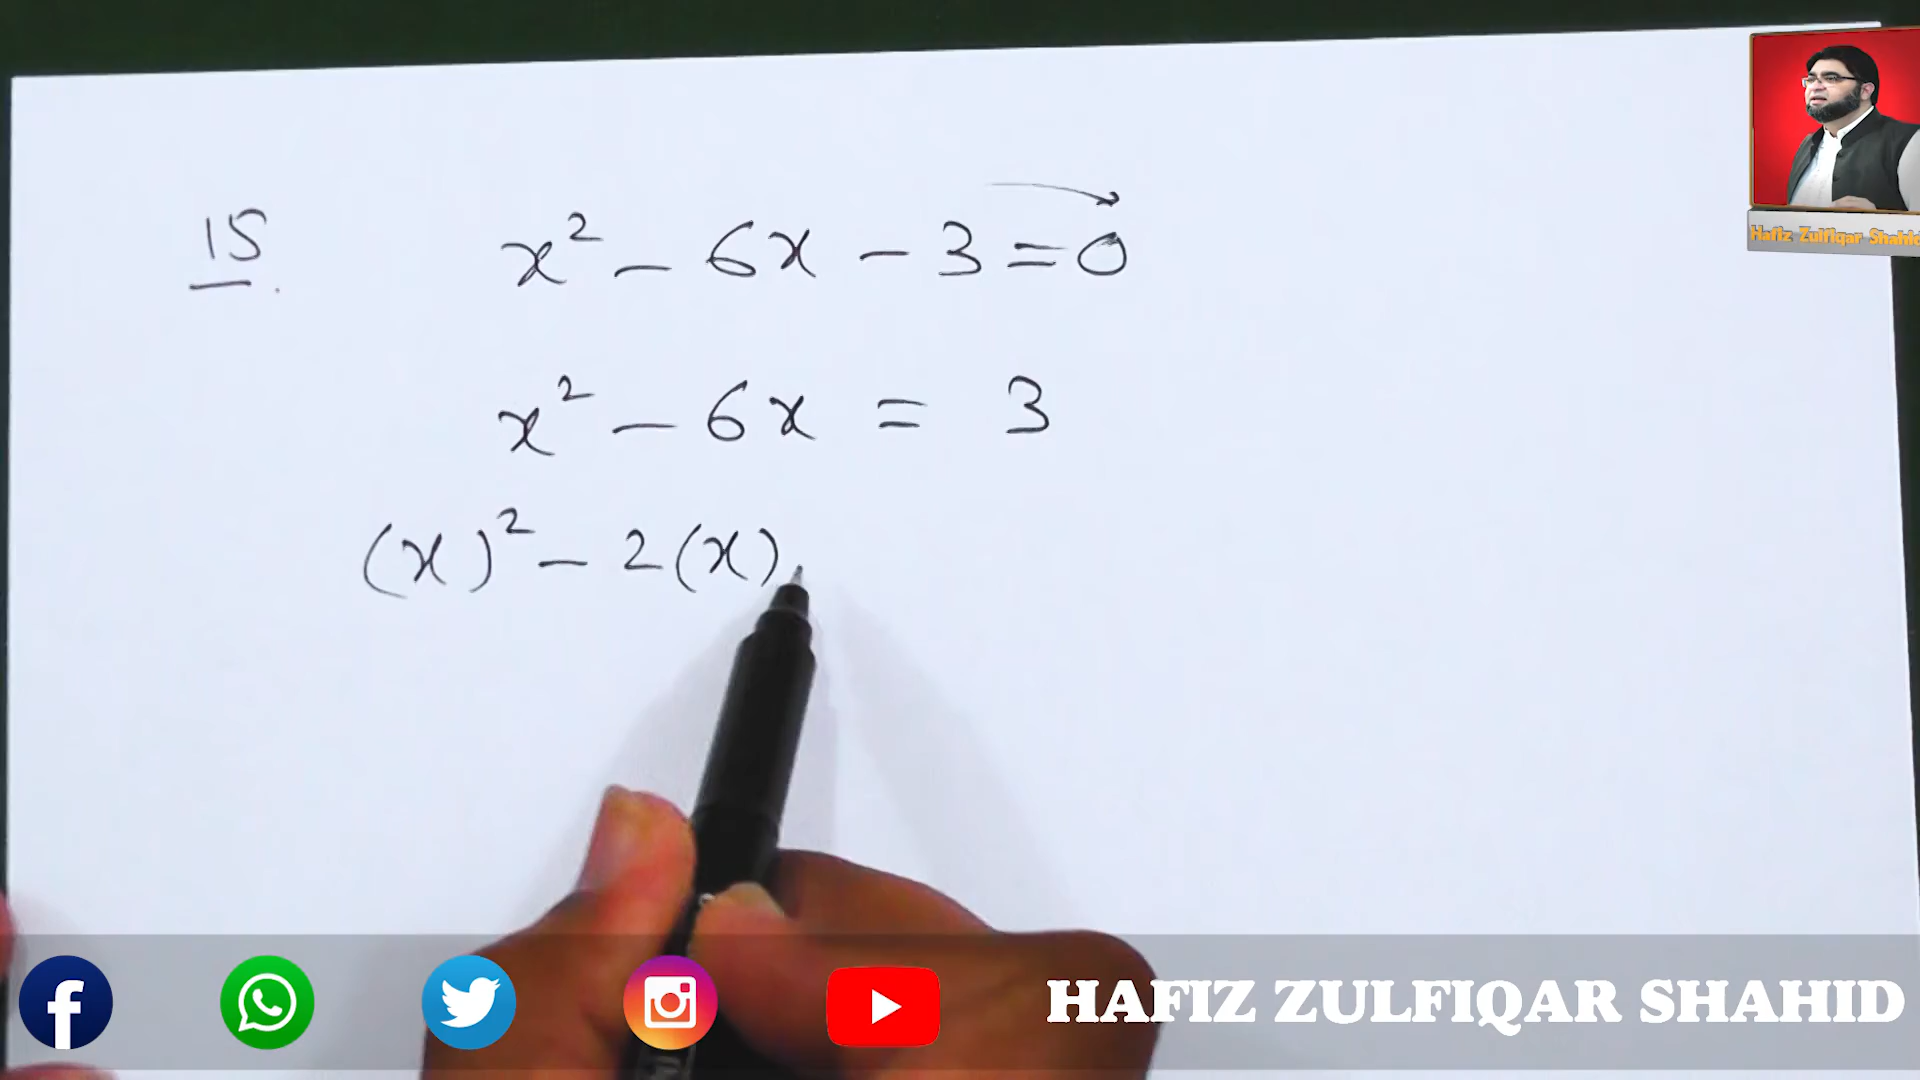 15.
x² - 6x - 3 = 0
x² - 6x = 3
(x)² - 2(x)
Hafiz Zulfiqar Shahid
HAFIZ ZULFIQAR SHAHID